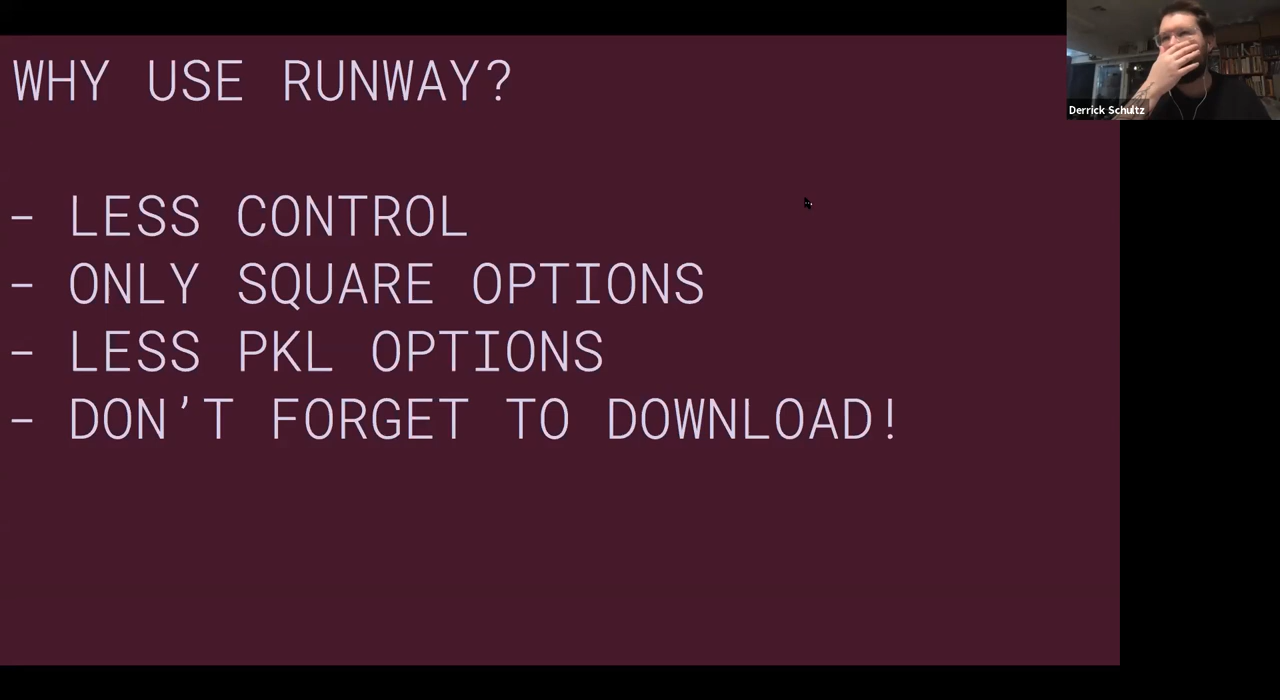 WHY USE RUNWAY?
- LESS CONTROL
- ONLY SQUARE OPTIONS
- LESS PKL OPTIONS
- DON’T FORGET TO DOWNLOAD!
Derrick Schultz